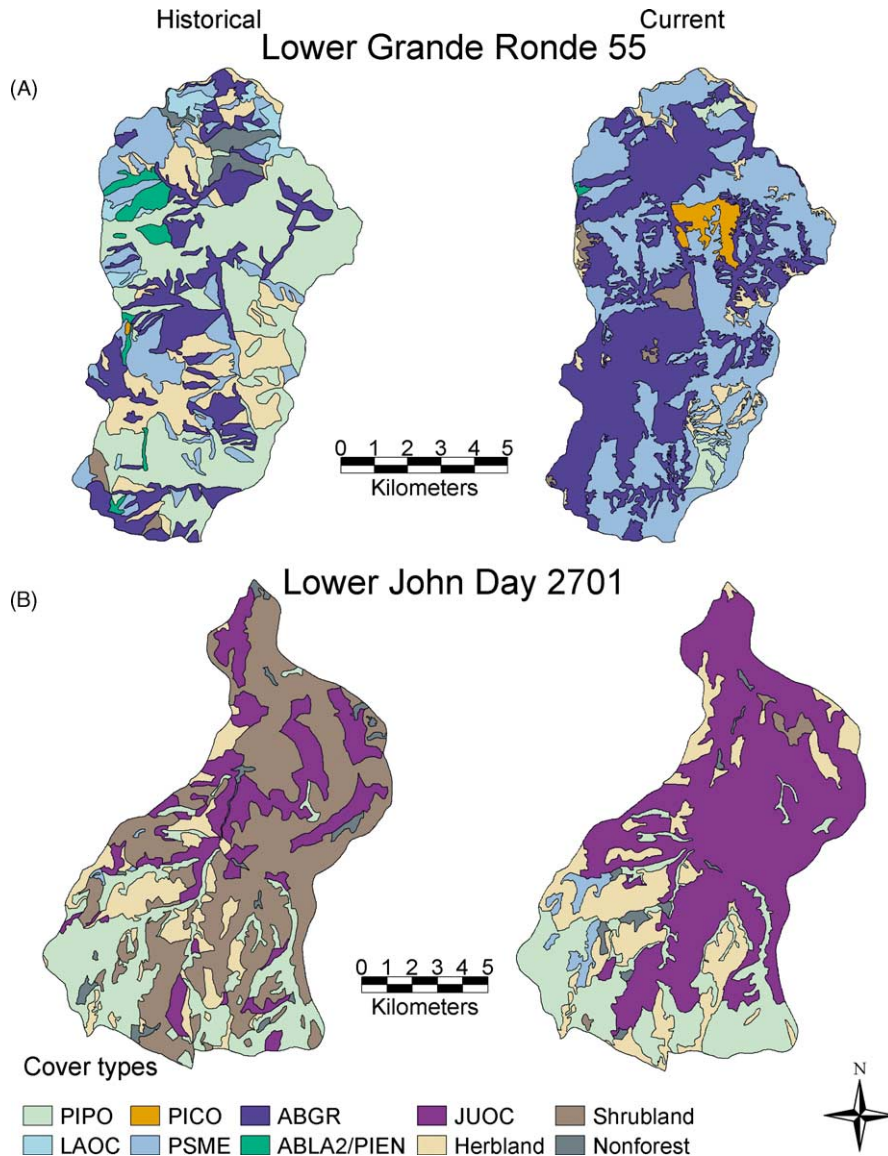 Historical Current
Lower Grande Ronde 55
(A)
0 1 2 3 4 5
Kilometers
Lower John Day 2701
(B)
0 1 2 3 4 5
Kilometers
Cover types
PIPO PICO ABGR JUOC Shrubland
LAOC PSME ABLA2/PIEN Herbland Nonforest
N